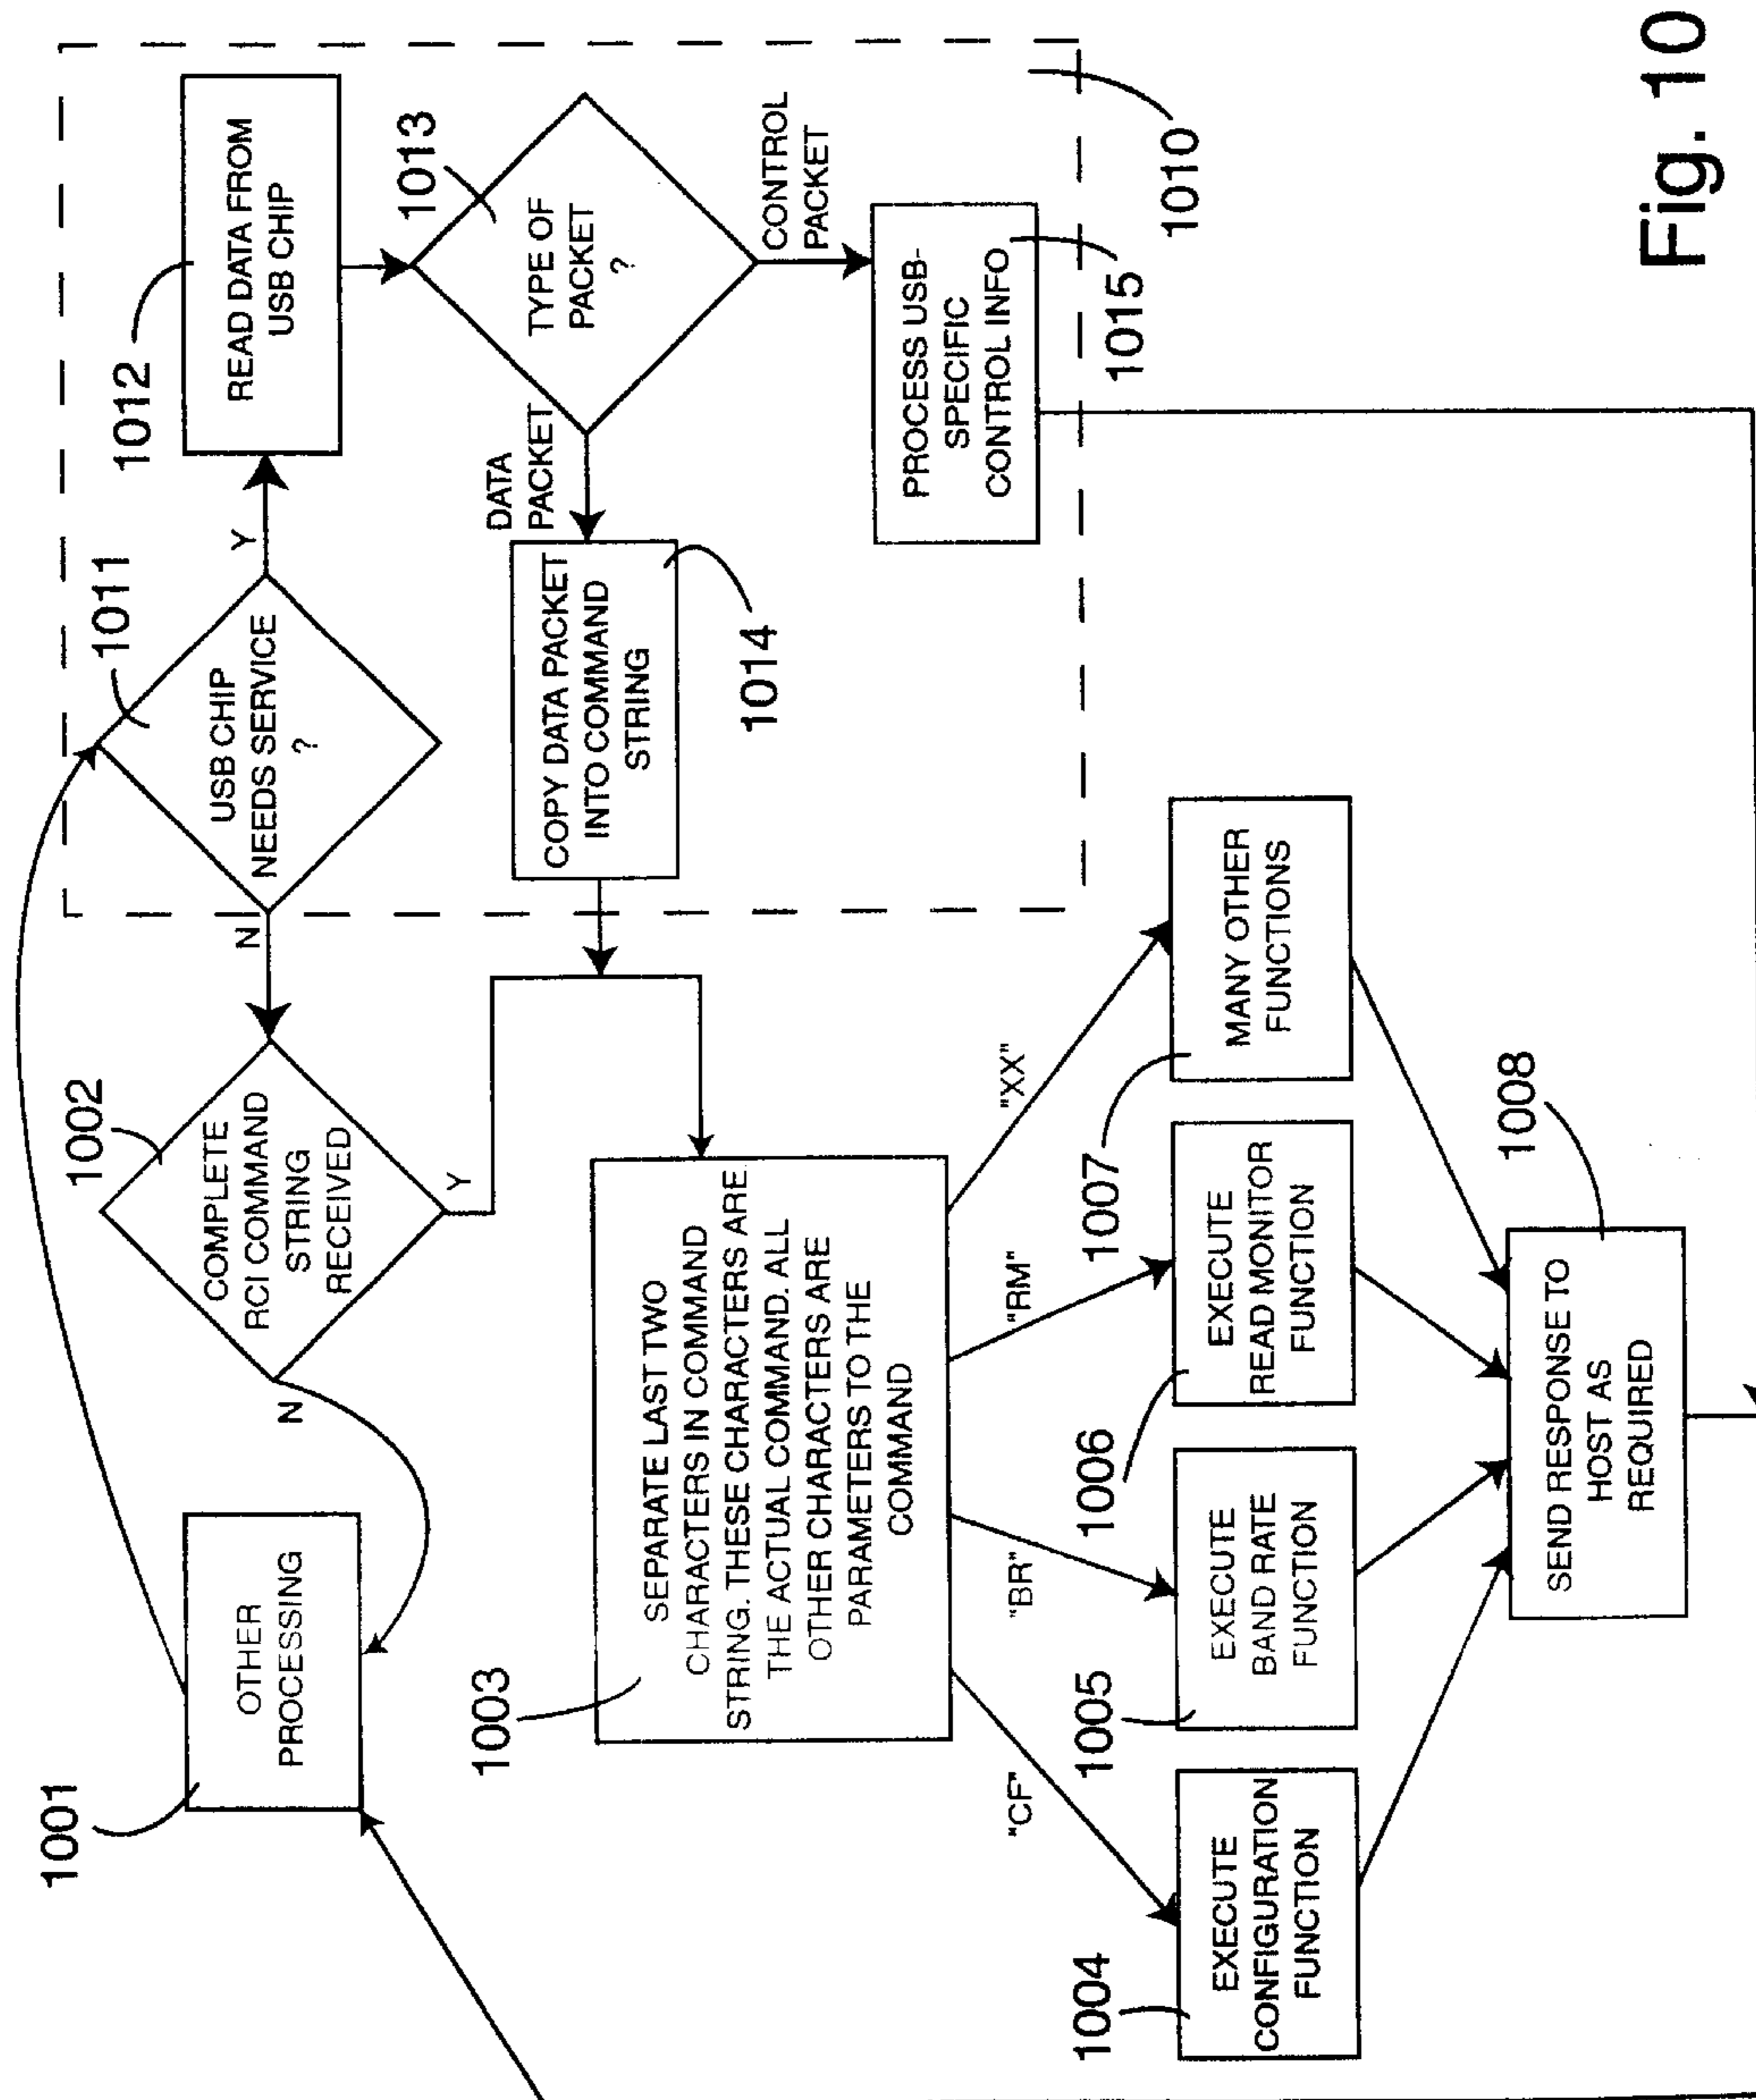 1001
OTHER
PROCESSING
1002
COMPLETE
RCI COMMAND
STRING
RECEIVED
N
Y
1011
USB CHIP
NEEDS SERVICE
?
N
Y
1012
READ DATA FROM
USB CHIP
1013
TYPE OF
PACKET
?
DATA
PACKET
CONTROL
PACKET
COPY DATA PACKET
INTO COMMAND
STRING
1014
PROCESS USB-
SPECIFIC
CONTROL INFO
1015
1010
1003
SEPARATE LAST TWO
CHARACTERS IN COMMAND
STRING. THESE CHARACTERS ARE
THE ACTUAL COMMAND. ALL
OTHER CHARACTERS ARE
PARAMETERS TO THE
COMMAND
"CF"
"BR"
"RM"
"XX"
1004
EXECUTE
CONFIGURATION
FUNCTION
1005
EXECUTE
BAND RATE
FUNCTION
1006
EXECUTE
READ MONITOR
FUNCTION
1007
MANY OTHER
FUNCTIONS
1008
SEND RESPONSE TO
HOST AS
REQUIRED
Fig. 10